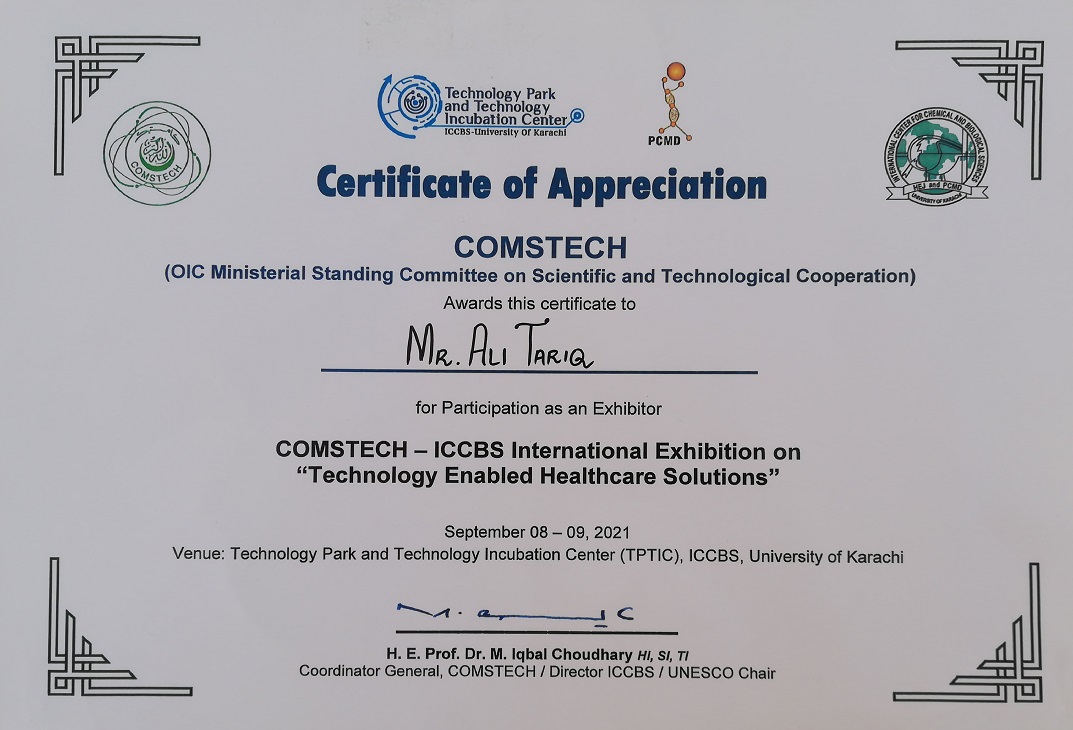 Technology Park
and Technology
Incubation Center
ICCBS-University Of Karachi
PCMD
COMSTECH
INTERNATIONAL CENTER FOR CHEMICAL AND BIOLOGICAL SCIENCES
HEJ and PCMD
UNIVERSITY OF KARACHI
Certificate of Appreciation
COMSTECH
(OIC Ministerial Standing Committee on Scientific and Technological Cooperation)
Awards this certificate to
MR. ALI TARIQ
for Participation as an Exhibitor
COMSTECH – ICCBS International Exhibition on
“Technology Enabled Healthcare Solutions”
September 08 – 09, 2021
Venue: Technology Park and Technology Incubation Center (TPTIC), ICCBS, University of Karachi
H. E. Prof. Dr. M. Iqbal Choudhary HI, SI, TI
Coordinator General, COMSTECH / Director ICCBS / UNESCO Chair